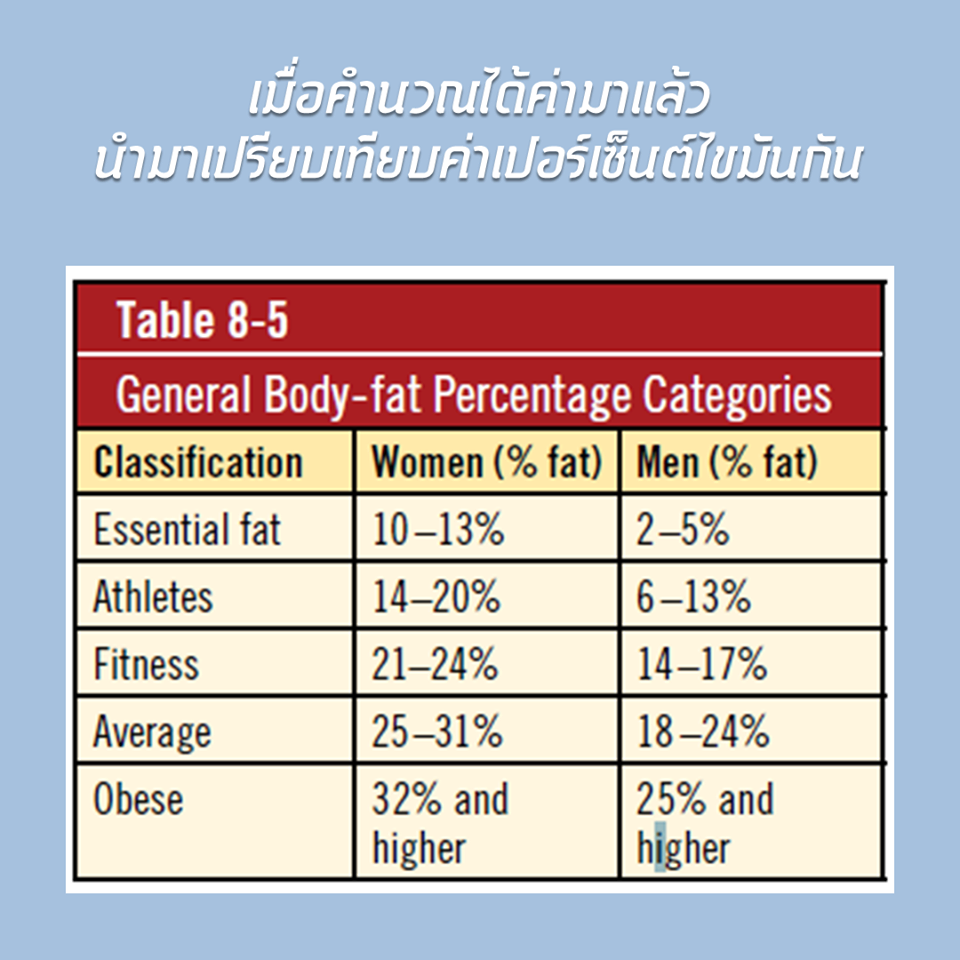 เมื่อคำนวณได้ค่ามาแล้ว
นำมาเปรียบเทียบค่าเปอร์เซ็นต์ไขมันกัน
Table 8-5
General Body-fat Percentage Categories
Classification Women (% fat) Men (% fat)
Essential fat 10–13% 2–5%
Athletes 14–20% 6–13%
Fitness 21–24% 14–17%
Average 25–31% 18–24%
Obese 32% and 25% and
higher higher